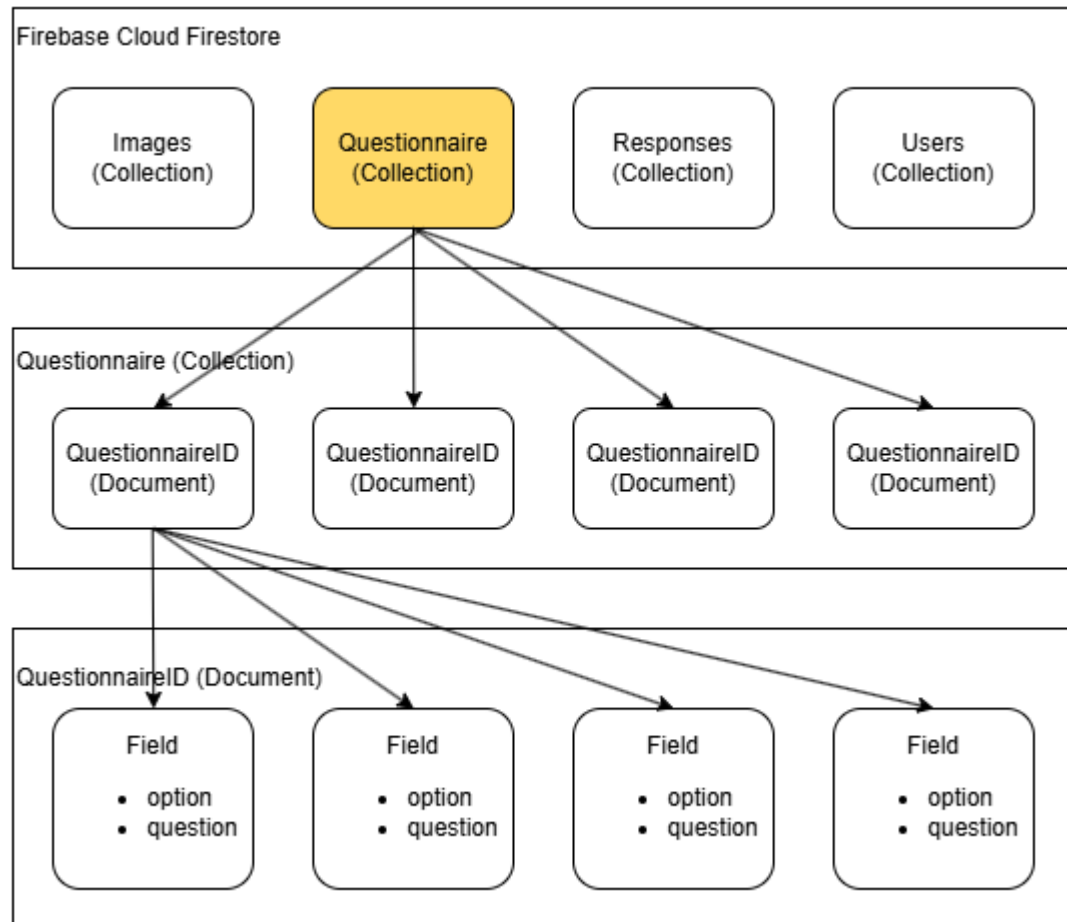 Firebase Cloud Firestore
Images
(Collection)
Questionnaire
(Collection)
Responses
(Collection)
Users
(Collection)
Questionnaire (Collection)
QuestionnaireID
(Document)
QuestionnaireID
(Document)
QuestionnaireID
(Document)
QuestionnaireID
(Document)
QuestionnaireID (Document)
Field
• option
• question
Field
• option
• question
Field
• option
• question
Field
• option
• question